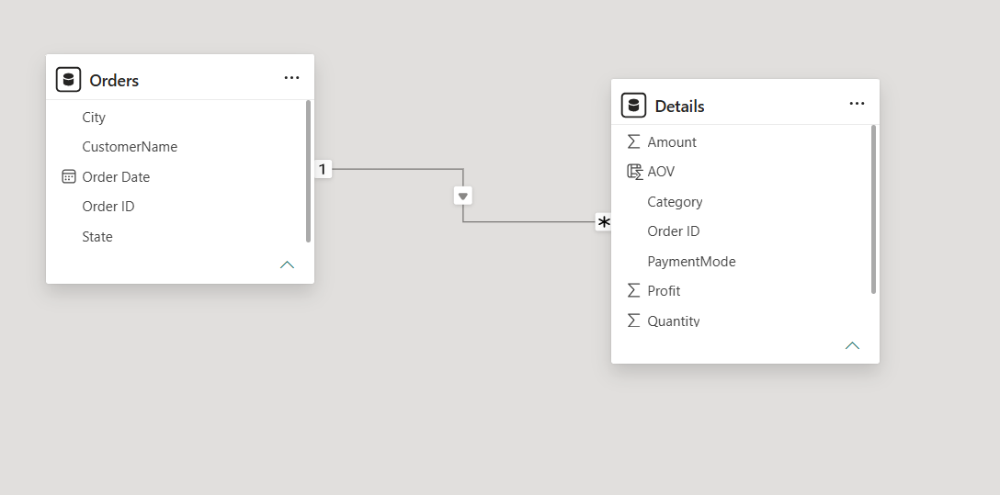 Orders
City
CustomerName
Order Date
Order ID
State
1
*
Details
Amount
AOV
Category
Order ID
PaymentMode
Profit
Quantity